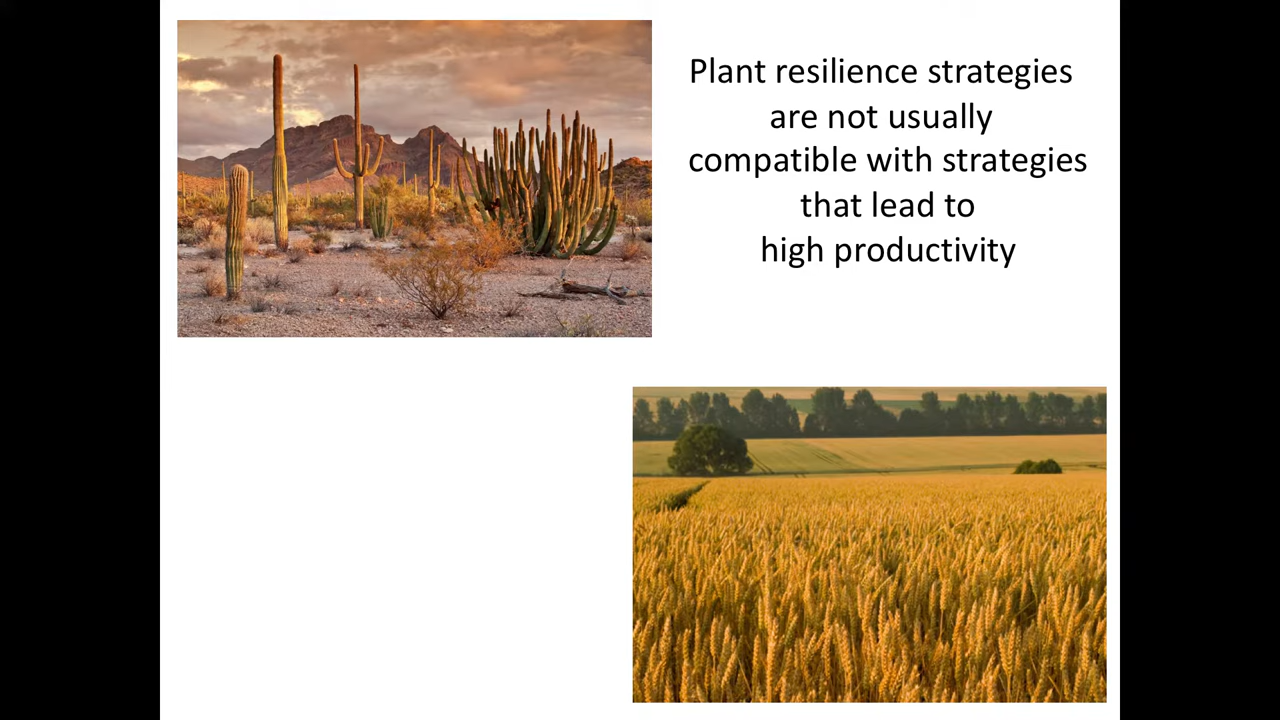 Plant resilience strategies
are not usually
compatible with strategies
that lead to
high productivity